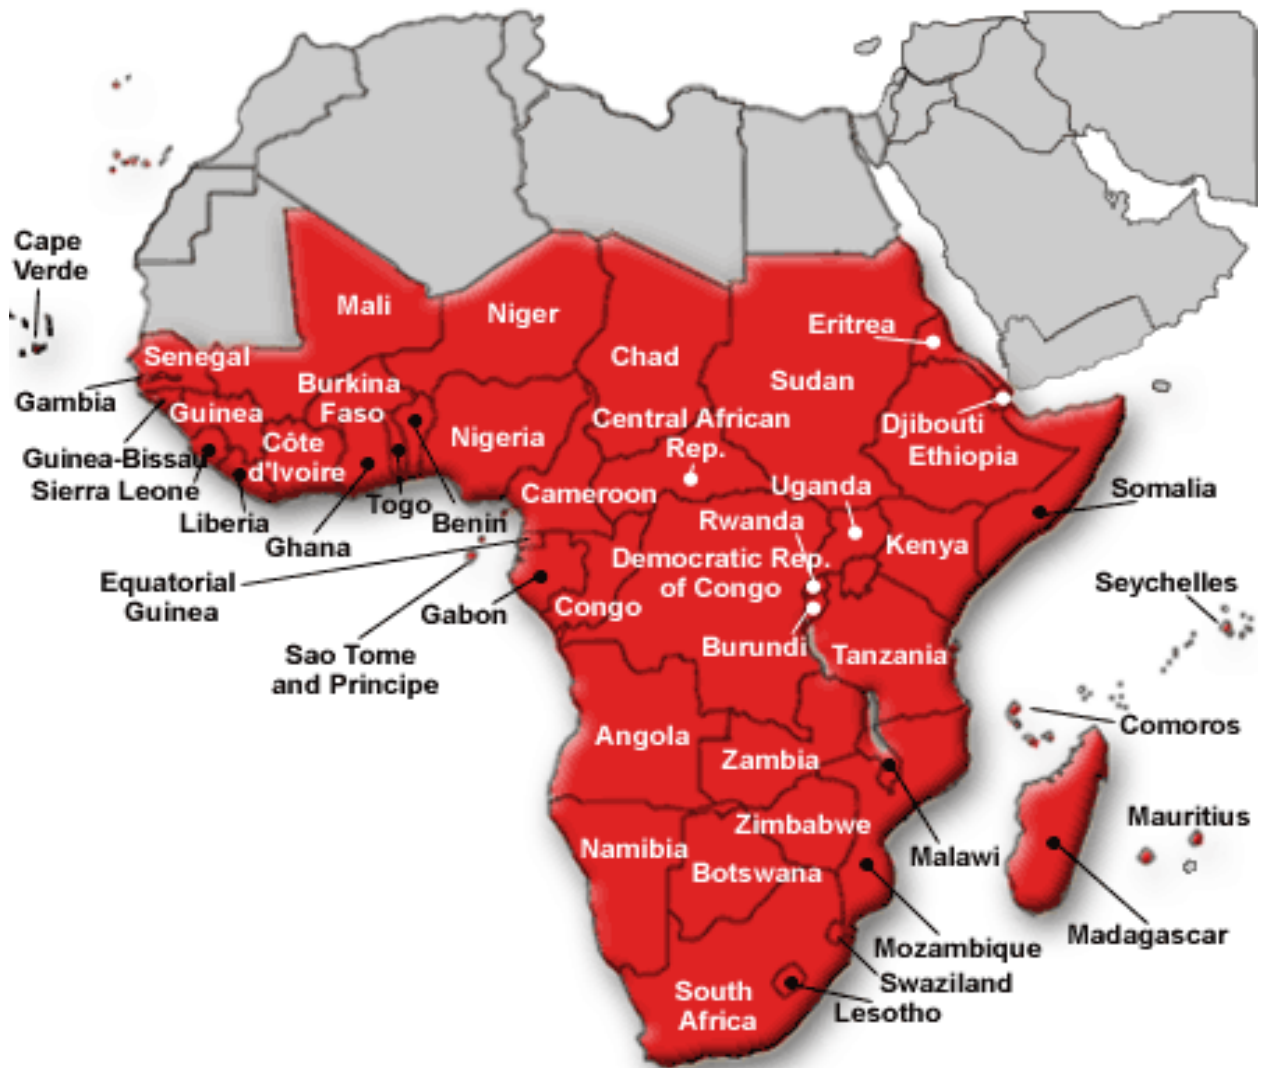 Cape
Verde
Mali
Niger
Eritrea
Senegal
Chad
Sudan
Burkina
Faso
Gambia
Guinea
Central African
Rep.
Djibouti
Nigeria
Côte
d'Ivoire
Ethiopia
Guinea-Bissau
Sierra Leone
Cameroon
Uganda
Somalia
Togo
Liberia
Benin
Rwanda
Ghana
Kenya
Democratic Rep.
of Congo
Equatorial
Guinea
Seychelles
Gabon
Congo
Burundi
Tanzania
Sao Tome
and Principe
Comoros
Angola
Zambia
Mauritius
Zimbabwe
Namibia
Malawi
Botswana
Madagascar
Mozambique
Swaziland
South
Africa
Lesotho